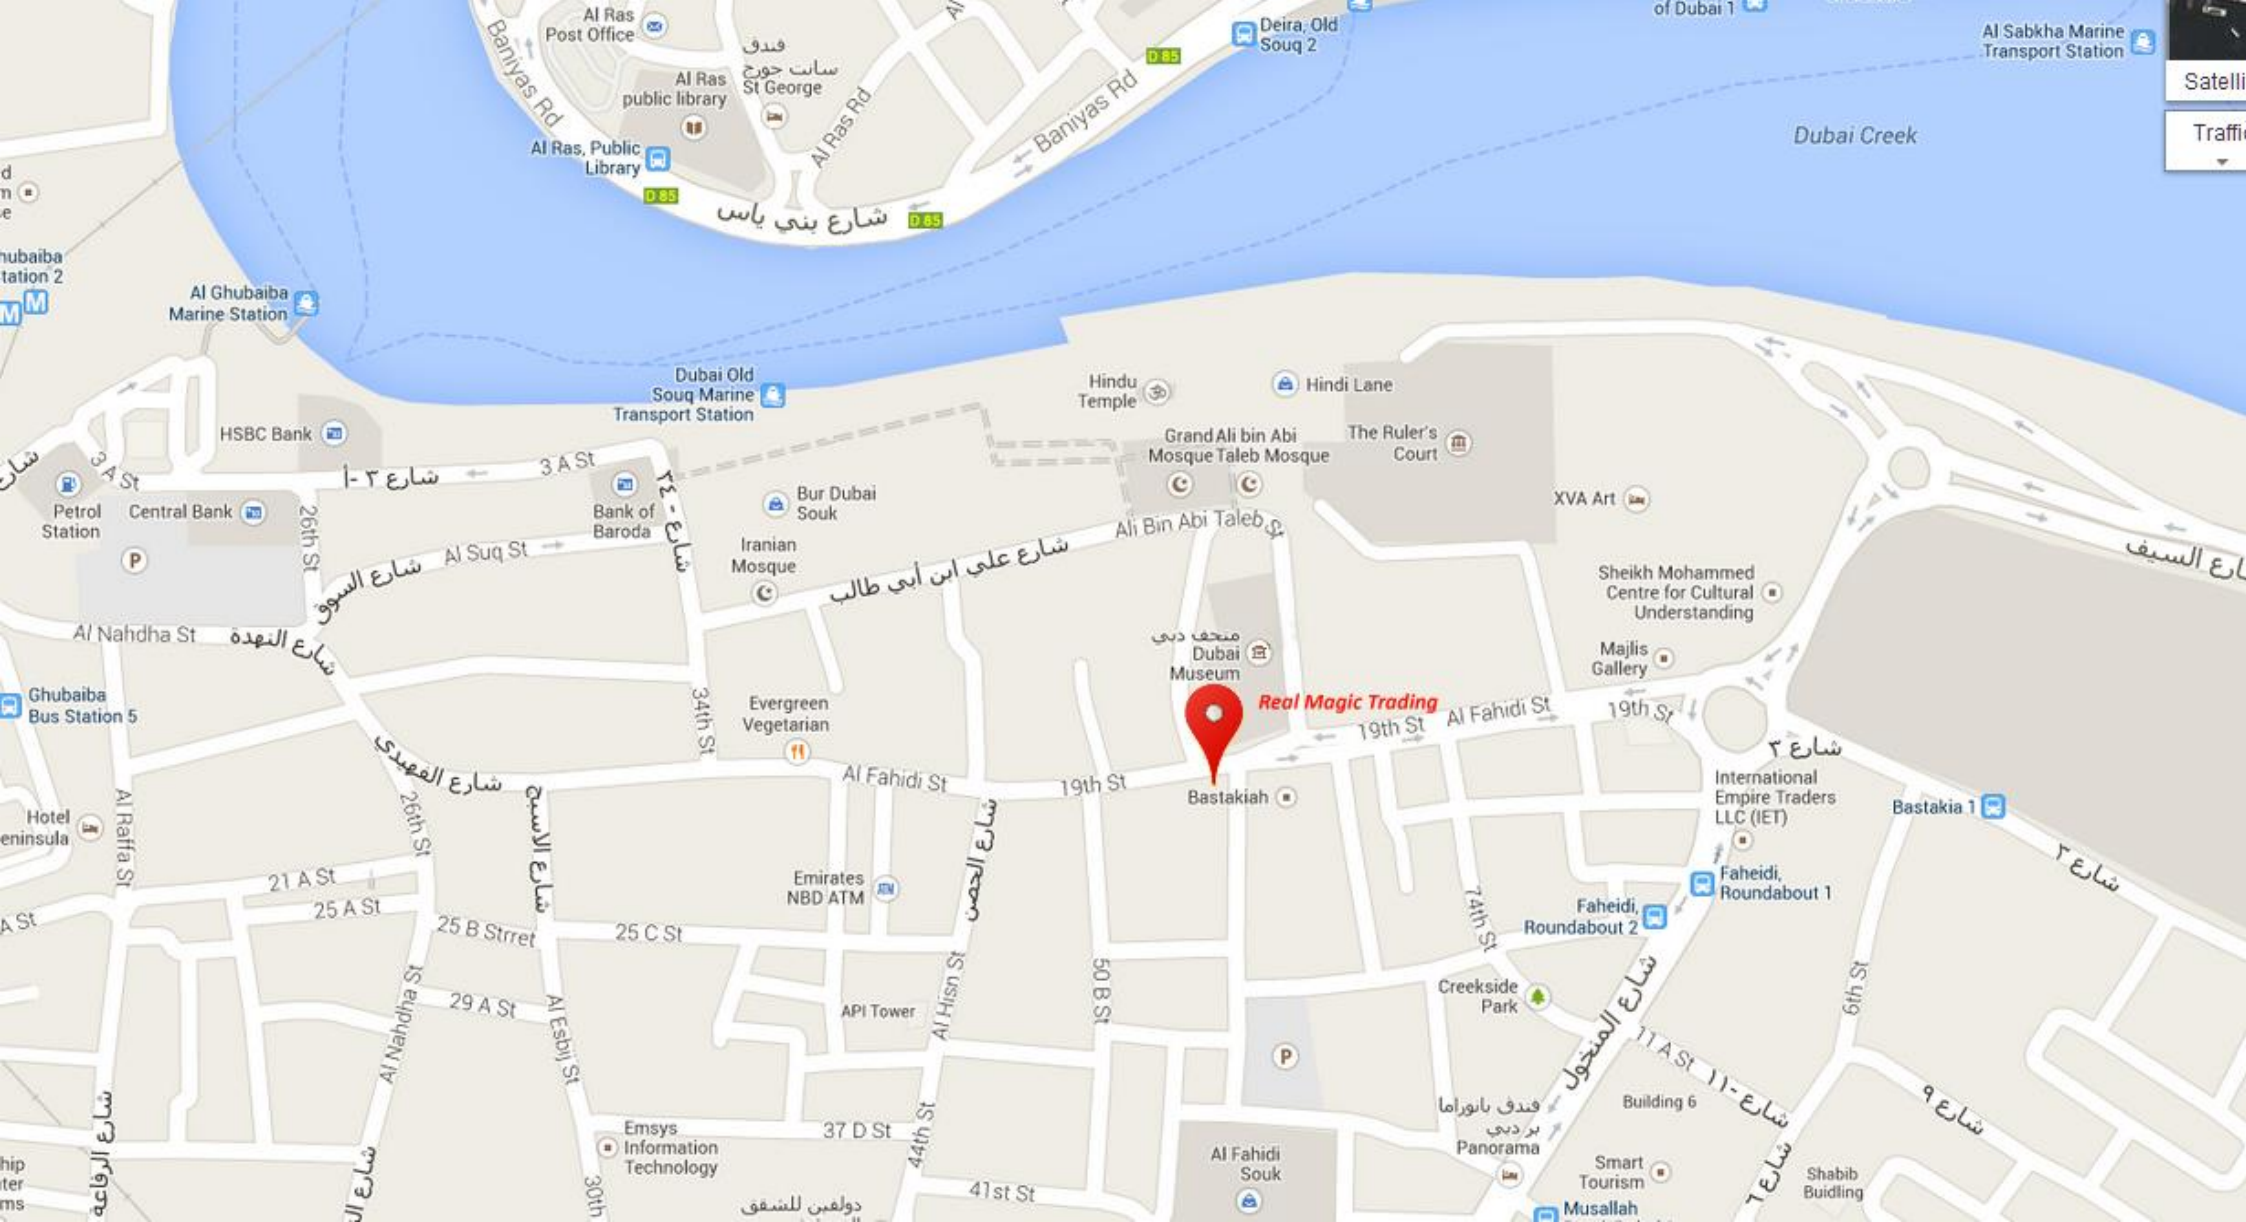 Al Ras
Post Office
Baniyas Rd
فندق
سانت جورج
St George
Al Ras
public library
Al Ras Rd
Al Ras, Public
Library
D 85
شارع بني ياس
D 85
Baniyas Rd
D 85
Deira, Old
Souq 2
of Dubai 1
Al Sabkha Marine
Transport Station
Dubai Creek
Al Ghubaiba
Marine Station
M
M
Dubai Old
Souq Marine
Transport Station
Hindu
Temple
Hindi Lane
HSBC Bank
3 A St
شارع ٣ -أ
3 A St
Petrol
Station
Central Bank
P
26th St
Bank of
Baroda
شارع - ٣٤
Bur Dubai
Souk
Iranian
Mosque
Al Suq St
شارع السوق
شارع علي ابن أبي طالب
Ali Bin Abi Taleb St
Grand
Mosque
Ali bin Abi
Taleb Mosque
The Ruler's
Court
XVA Art
Sheikh Mohammed
Centre for Cultural
Understanding
Majlis
Gallery
Al Nahdha St
شارع النهدة
Ghubaiba
Bus Station 5
متحف دبي
Dubai
Museum
Real Magic Trading
34th St
Evergreen
Vegetarian
شارع الفهيدي
Al Fahidi St
19th St
19th St
Al Fahidi St
19th St
Bastakiah
شارع ٣
International
Empire Traders
LLC (IET)
Bastakia 1
شارع ٣
Hotel
Al Raffa St
26th St
شارع الاسبج
شارع الحصن
Emirates
NBD ATM
ATM
21 A St
25 A St
25 B Strret
25 C St
74th St
Faheidi,
Roundabout 1
Faheidi,
Roundabout 2
Al Nahdha St
29 A St
Al Esbij St
API Tower
Al Hisn St
50 B St
P
Creekside
Park
شارع المنخول
11 A St
شارع ١١-أ
6th St
شارع ٩
Building 6
شارع الرفاعة
Emsys
Information
Technology
37 D St
44th St
30th
41st St
دولفين للشقق
Al Fahidi
Souk
فندق بانوراما
بر دبي
Panorama
Smart
Tourism
شارع ٦
Shabib
Buidling
Musallah